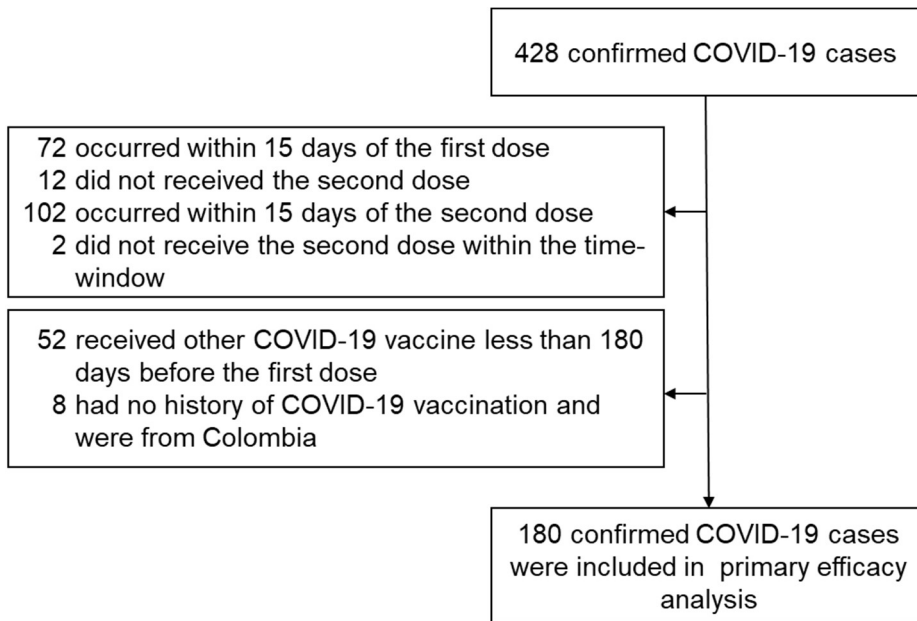 428 confirmed COVID-19 cases
72 occurred within 15 days of the first dose
12 did not received the second dose
102 occurred within 15 days of the second dose
2 did not receive the second dose within the time-
window
52 received other COVID-19 vaccine less than 180
days before the first dose
8 had no history of COVID-19 vaccination and
were from Colombia
180 confirmed COVID-19 cases
were included in primary efficacy
analysis